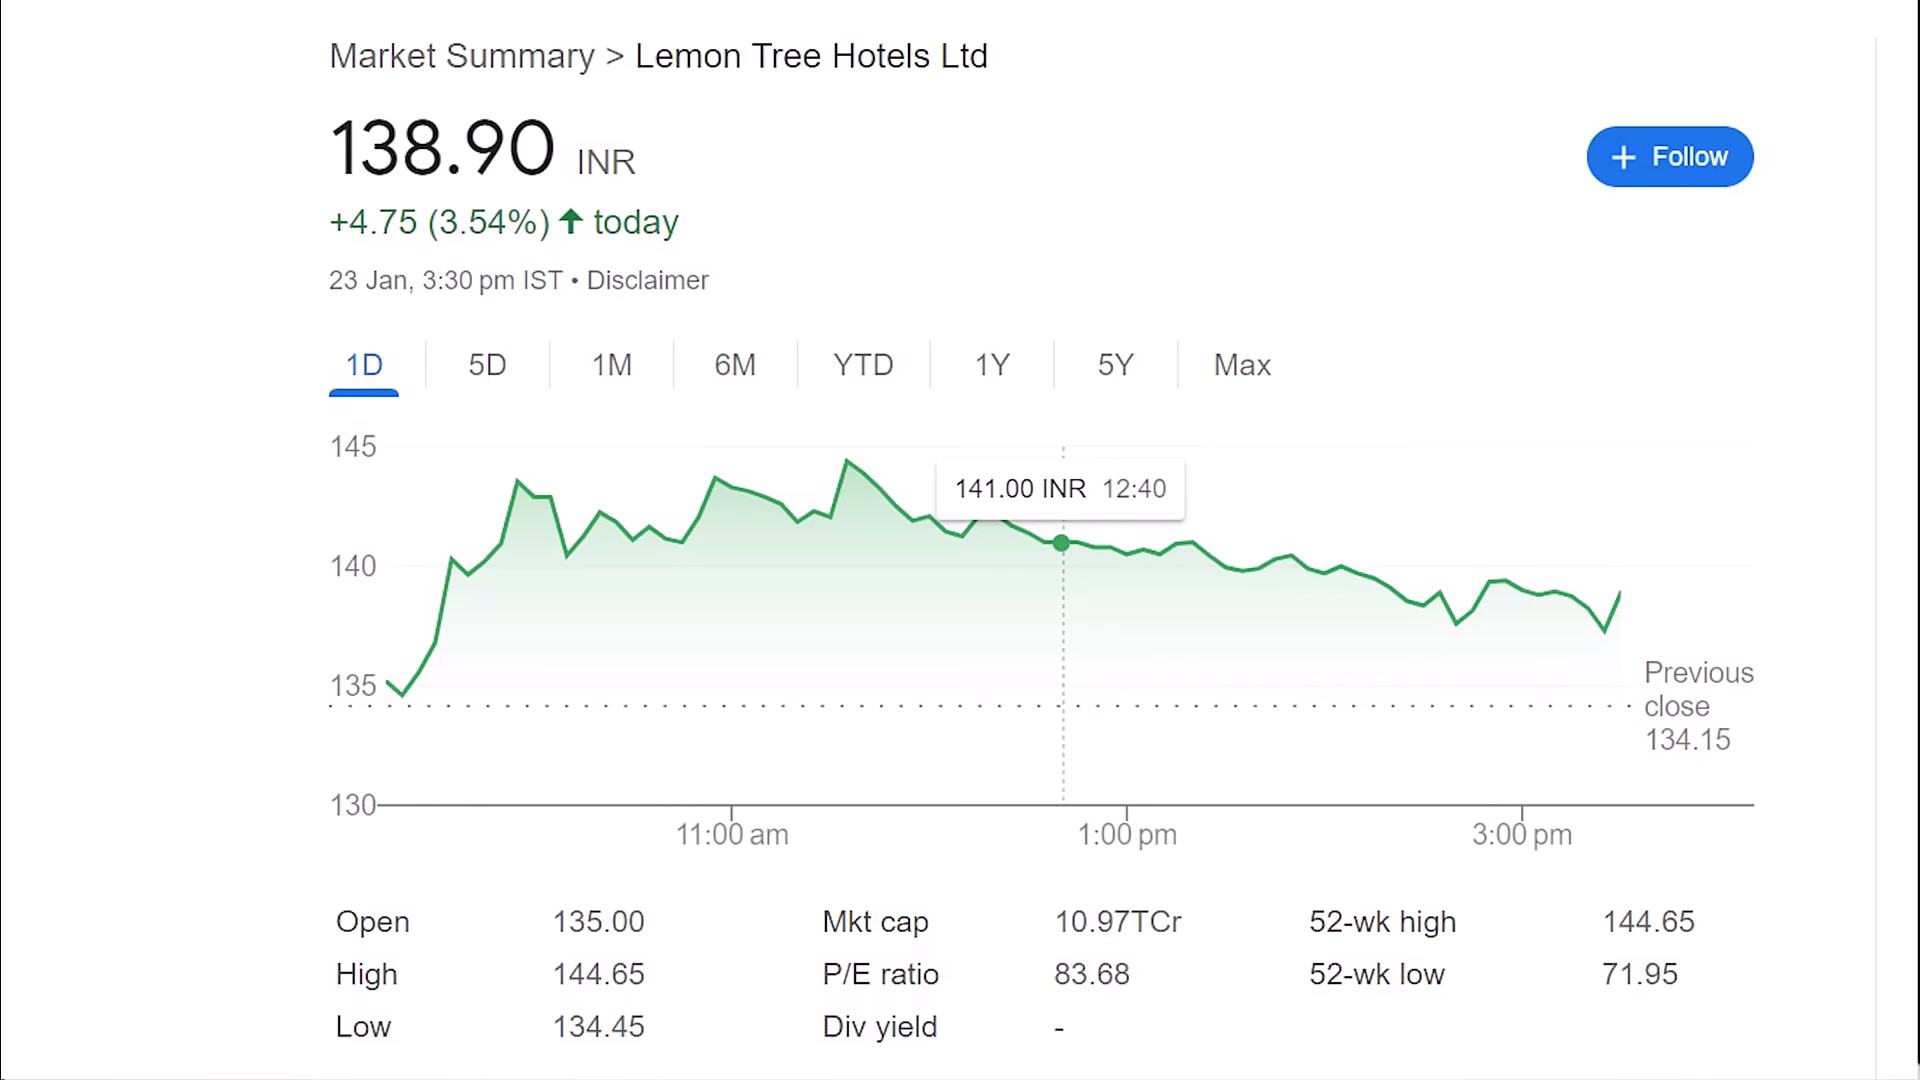 Market Summary > Lemon Tree Hotels Ltd
138.90 INR
+ Follow
+4.75 (3.54%) ↑ today
23 Jan, 3:30 pm IST • Disclaimer
1D 5D 1M 6M YTD 1Y 5Y Max
145
141.00 INR 12:40
140
135
Previous
close
134.15
130
11:00 am 1:00 pm 3:00 pm
Open 135.00 Mkt cap 10.97TCr 52-wk high 144.65
High 144.65 P/E ratio 83.68 52-wk low 71.95
Low 134.45 Div yield -